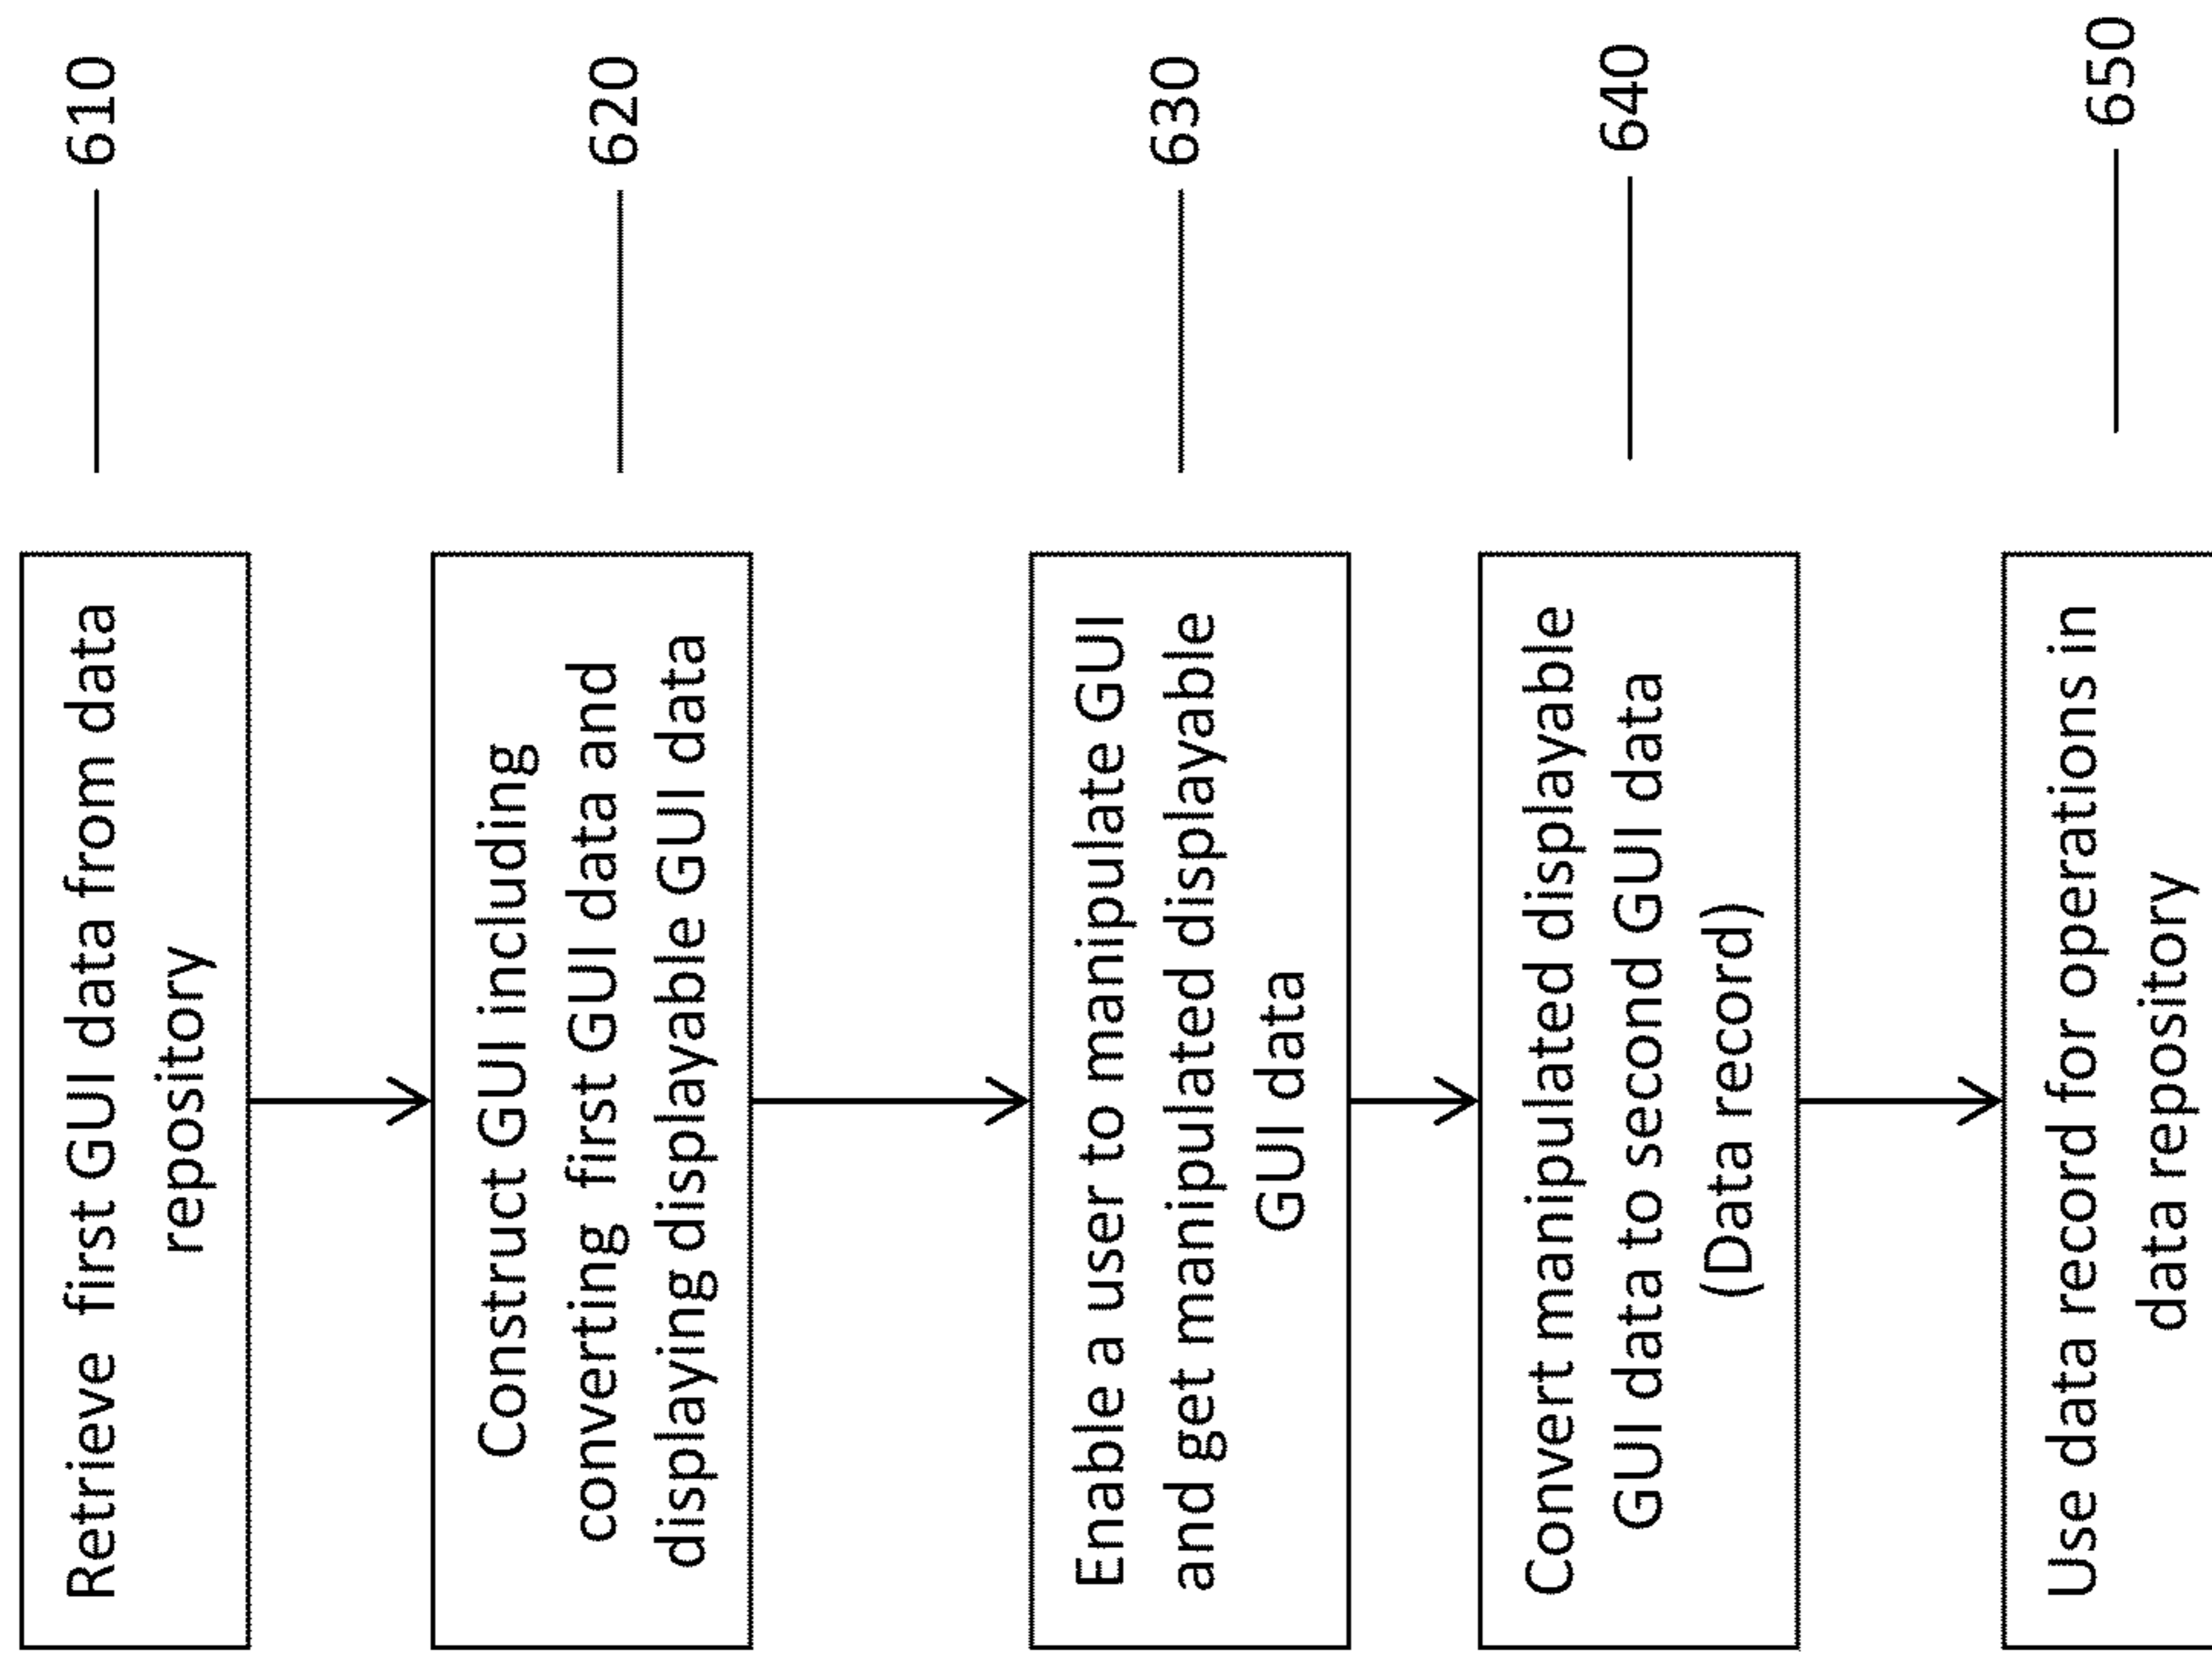 Retrieve first GUI data from data
repository
610
Construct GUI including
converting first GUI data and
displaying displayable GUI data
620
Enable a user to manipulate GUI
and get manipulated displayable
GUI data
630
Convert manipulated displayable
GUI data to second GUI data
(Data record)
640
Use data record for operations in
data repository
650